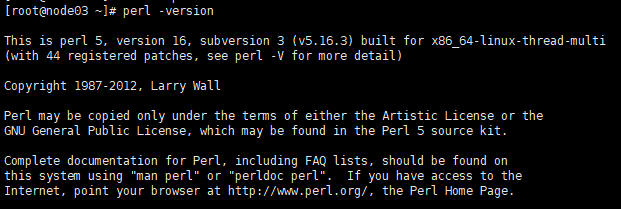 [root@node03 ~]# perl -version
This is perl 5, version 16, subversion 3 (v5.16.3) built for x86_64-linux-thread-multi
(with 44 registered patches, see perl -V for more detail)
Copyright 1987-2012, Larry Wall
Perl may be copied only under the terms of either the Artistic License or the
GNU General Public License, which may be found in the Perl 5 source kit.
Complete documentation for Perl, including FAQ lists, should be found on
this system using "man perl" or "perldoc perl".  If you have access to the
Internet, point your browser at http://www.perl.org/, the Perl Home Page.